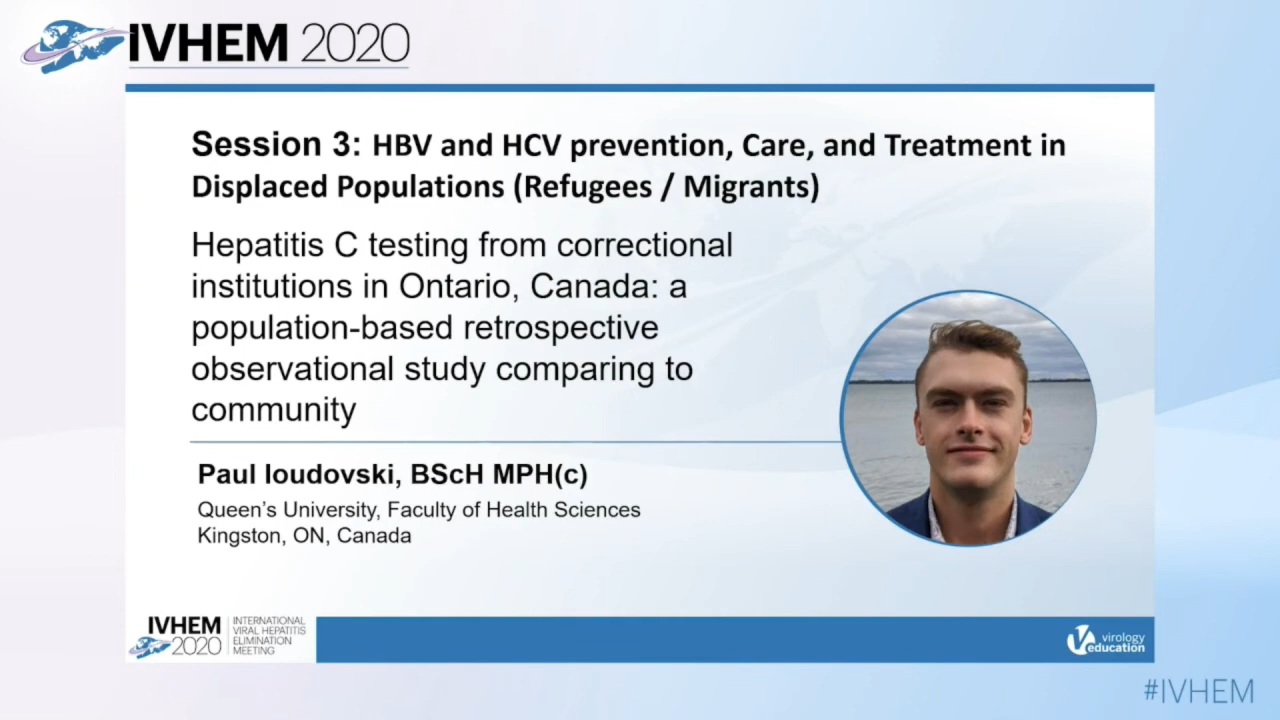 IVHEM 2020
Session 3: HBV and HCV prevention, Care, and Treatment in
Displaced Populations (Refugees / Migrants)
Hepatitis C testing from correctional
institutions in Ontario, Canada: a
population-based retrospective
observational study comparing to
community
Paul Ioudovski, BScH MPH(c)
Queen's University, Faculty of Health Sciences
Kingston, ON, Canada
IVHEM
2020
INTERNATIONAL
VIRAL HEPATITIS
ELIMINATION
MEETING
virology
education
#IVHEM